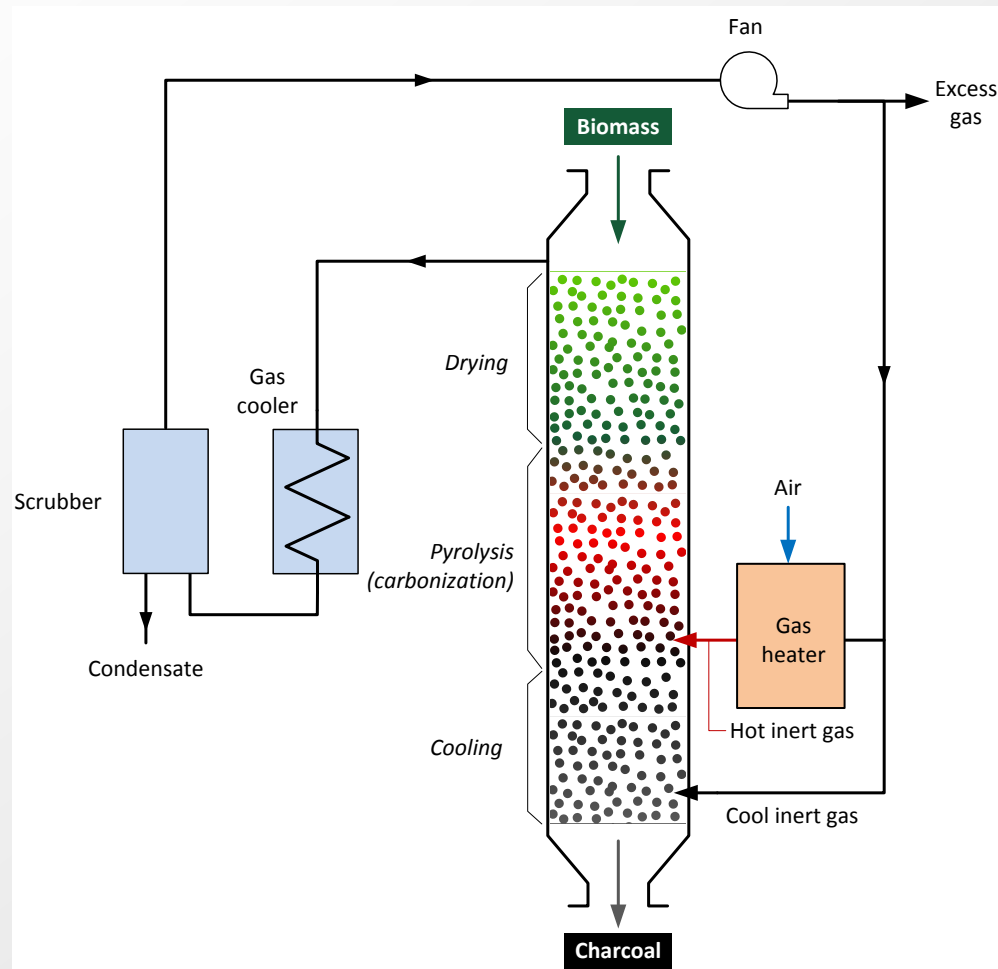 Fan
Excess
gas
Biomass
Drying
Gas
cooler
Scrubber
Air
Pyrolysis
(carbonization)
Gas
heater
Condensate
Hot inert gas
Cooling
Cool inert gas
Charcoal